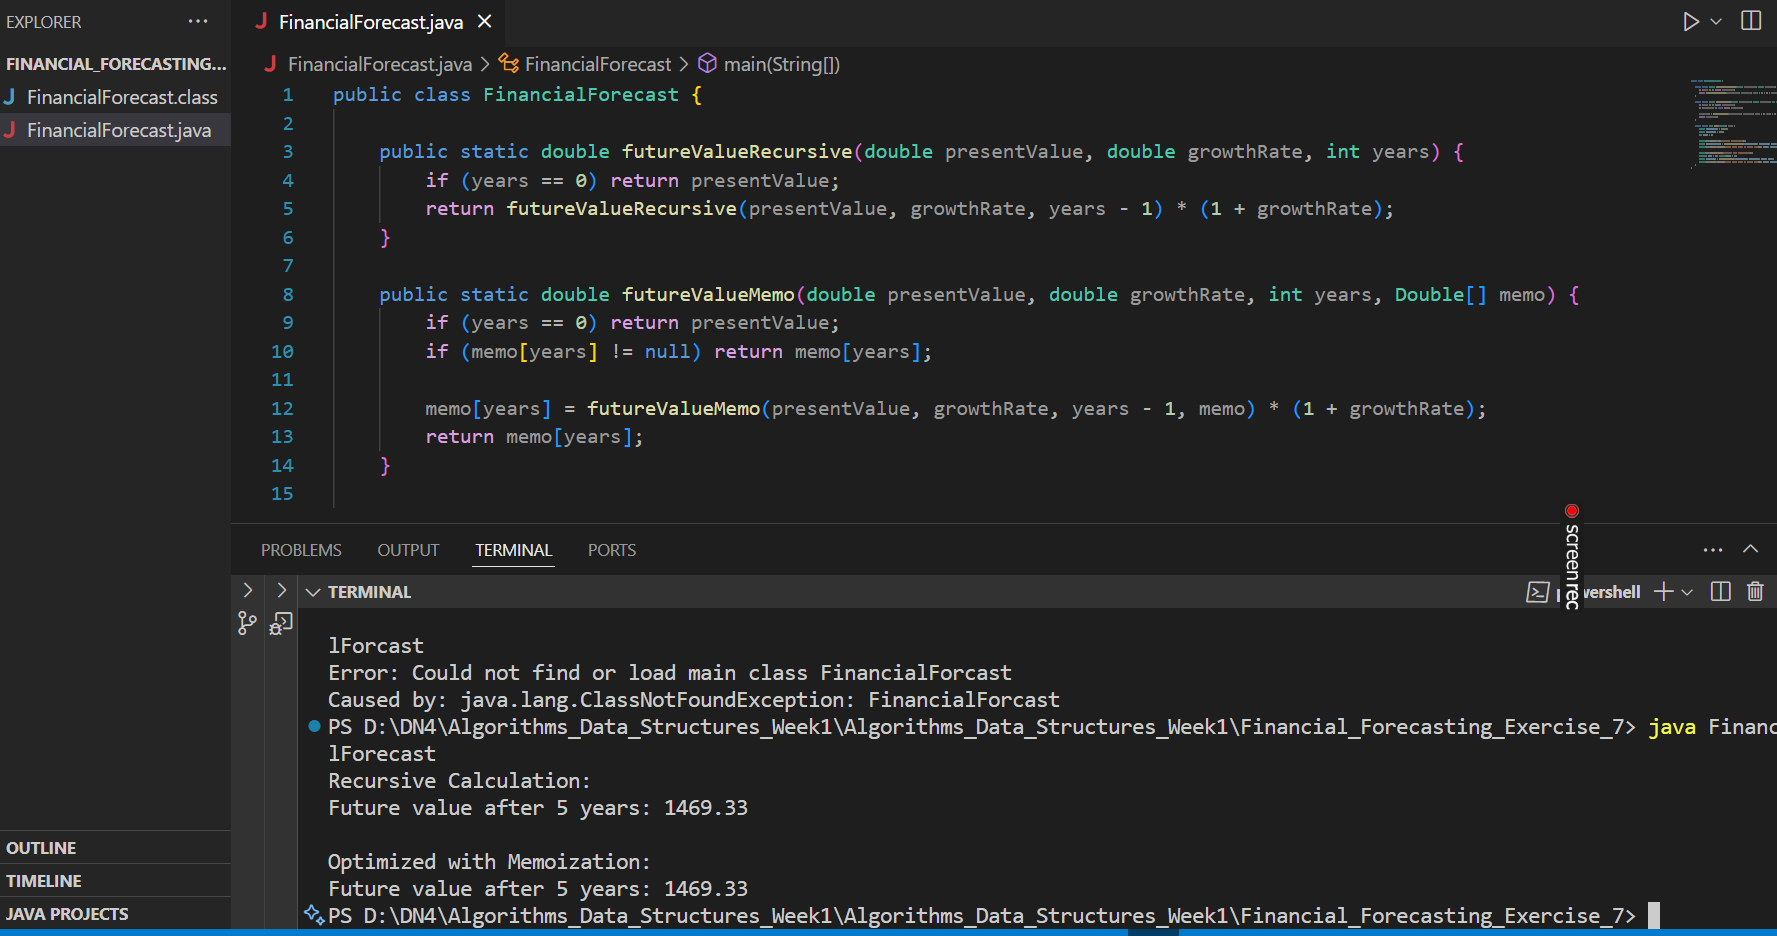 EXPLORER
FINANCIAL_FORECASTING...
FinancialForecast.class
FinancialForecast.java
OUTLINE
TIMELINE
JAVA PROJECTS
FinancialForecast.java
FinancialForecast.java > FinancialForecast > main(String[])
1 public class FinancialForecast {
2
3 public static double futureValueRecursive(double presentValue, double growthRate, int years) {
4 if (years == 0) return presentValue;
5 return futureValueRecursive(presentValue, growthRate, years - 1) * (1 + growthRate);
6 }
7
8 public static double futureValueMemo(double presentValue, double growthRate, int years, Double[] memo) {
9 if (years == 0) return presentValue;
10 if (memo[years] != null) return memo[years];
11
12 memo[years] = futureValueMemo(presentValue, growthRate, years - 1, memo) * (1 + growthRate);
13 return memo[years];
14 }
15
PROBLEMS OUTPUT TERMINAL PORTS
TERMINAL
wershell
screenrec
lForcast
Error: Could not find or load main class FinancialForcast
Caused by: java.lang.ClassNotFoundException: FinancialForcast
PS D:\DN4\Algorithms_Data_Structures_Week1\Algorithms_Data_Structures_Week1\Financial_Forecasting_Exercise_7> java Financ
lForecast
Recursive Calculation:
Future value after 5 years: 1469.33
Optimized with Memoization:
Future value after 5 years: 1469.33
PS D:\DN4\Algorithms_Data_Structures_Week1\Algorithms_Data_Structures_Week1\Financial_Forecasting_Exercise_7>